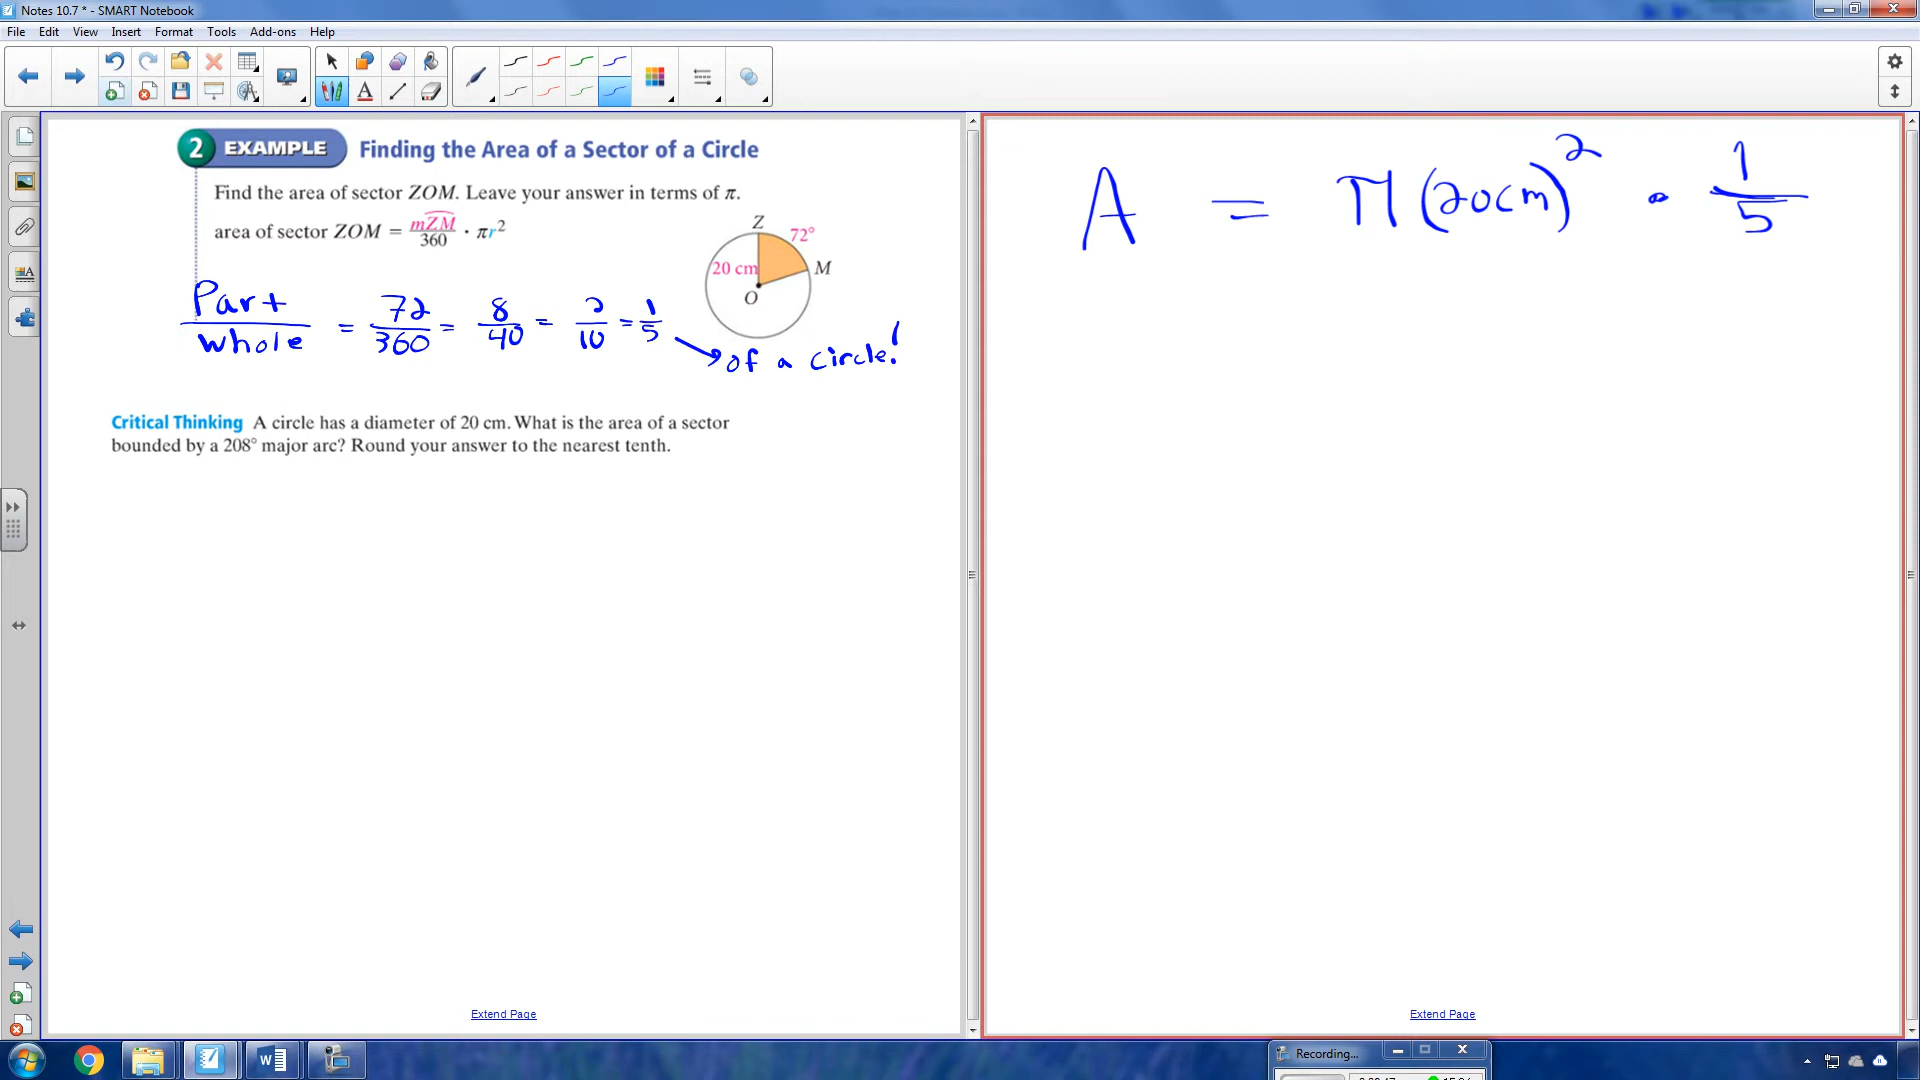 Notes 10.7 * - SMART Notebook
File Edit View Insert Format Tools Add-ons Help
2 EXAMPLE Finding the Area of a Sector of a Circle
Find the area of sector ZOM. Leave your answer in terms of π.
area of sector ZOM = mZM/360 · πr²
Z
72°
20 cm
M
O
Part/whole = 72/360 = 8/40 = 2/10 = 1/5
of a circle!
Critical Thinking A circle has a diameter of 20 cm. What is the area of a sector
bounded by a 208° major arc? Round your answer to the nearest tenth.
Extend Page
A = π(20cm)² · 1/5
Extend Page
Recording...